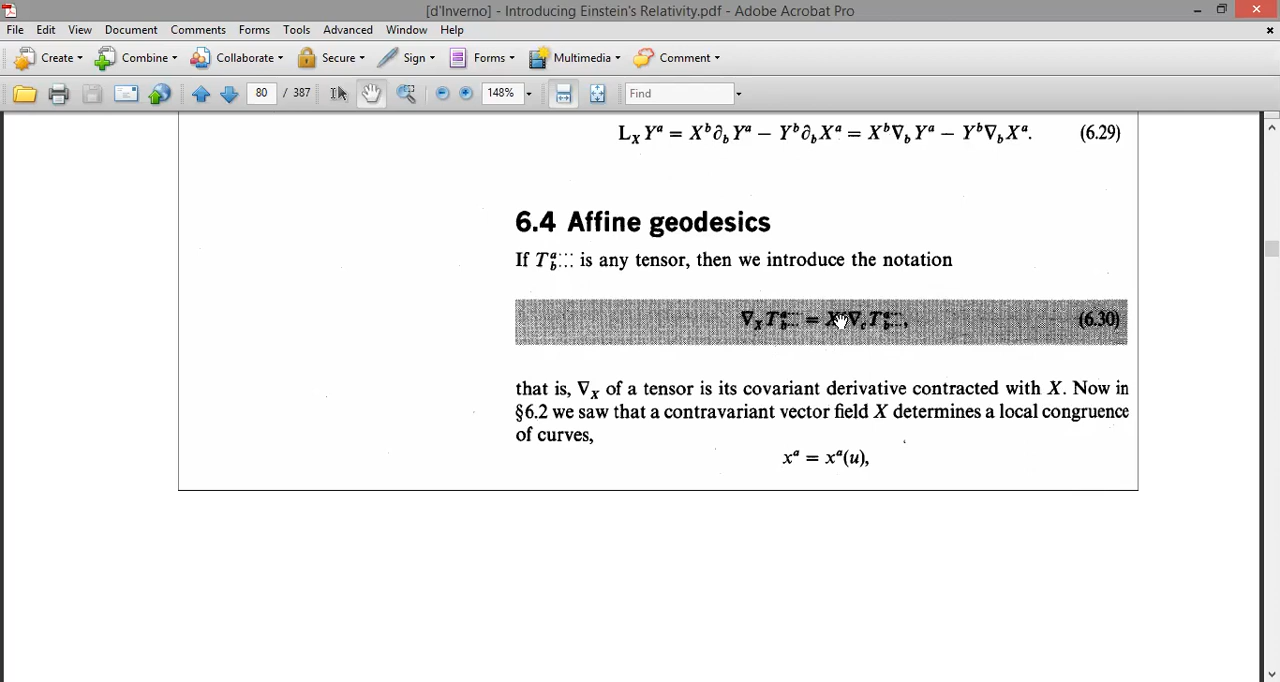 [d'Inverno] - Introducing Einstein's Relativity.pdf - Adobe Acrobat Pro
File Edit View Document Comments Forms Tools Advanced Window Help
Create Combine Collaborate Secure Sign Forms Multimedia Comment
80 / 387 148% Find
L_X Y^a = X^b ∂_b Y^a − Y^b ∂_b X^a = X^b ∇_b Y^a − Y^b ∇_b X^a. (6.29)
6.4 Affine geodesics
If T^{a···}_{b···} is any tensor, then we introduce the notation
∇_X T^{a···}_{b···} = X ∇_c T^{a···}_{b···}, (6.30)
that is, ∇_X of a tensor is its covariant derivative contracted with X. Now in
§6.2 we saw that a contravariant vector field X determines a local congruence
of curves,
x^a = x^a(u),